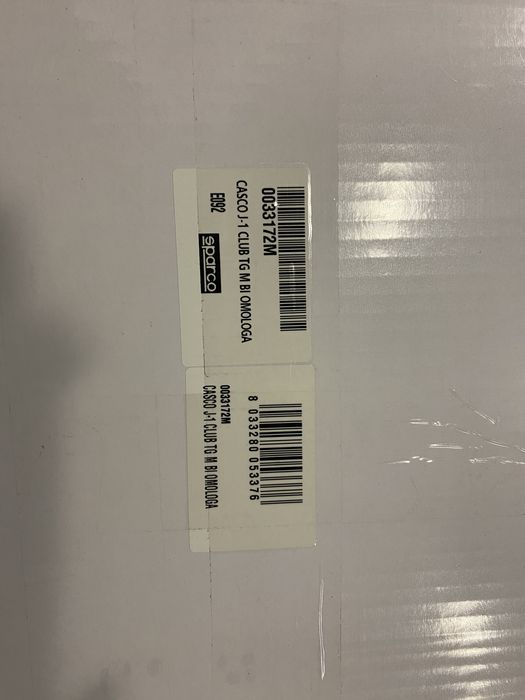 0033172M
CASCO J-1 CLUB TG M BI OMOLOGA
E092
sparco
8 033280 053376
0033172M
CASCO J-1 CLUB TG M BI OMOLOGA